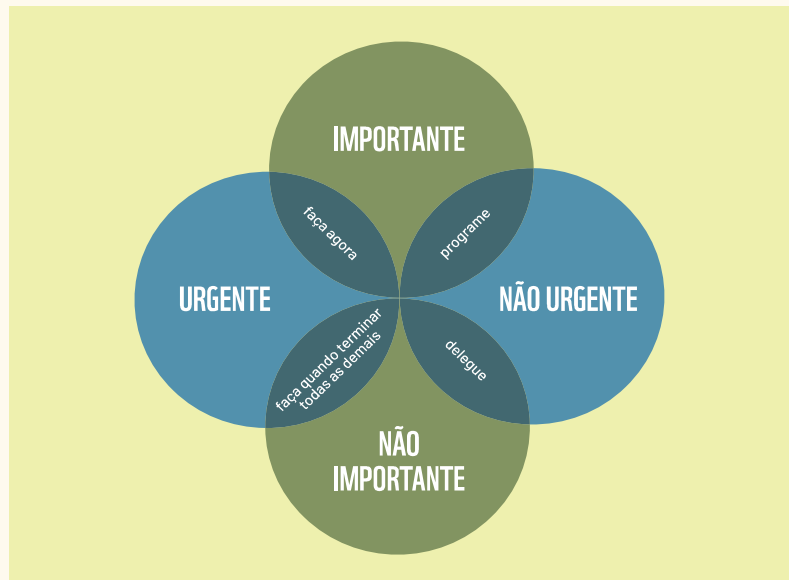 IMPORTANTE
faça agora
programe
URGENTE
NÃO URGENTE
faça quando terminar
todas as demais
delegue
NÃO
IMPORTANTE